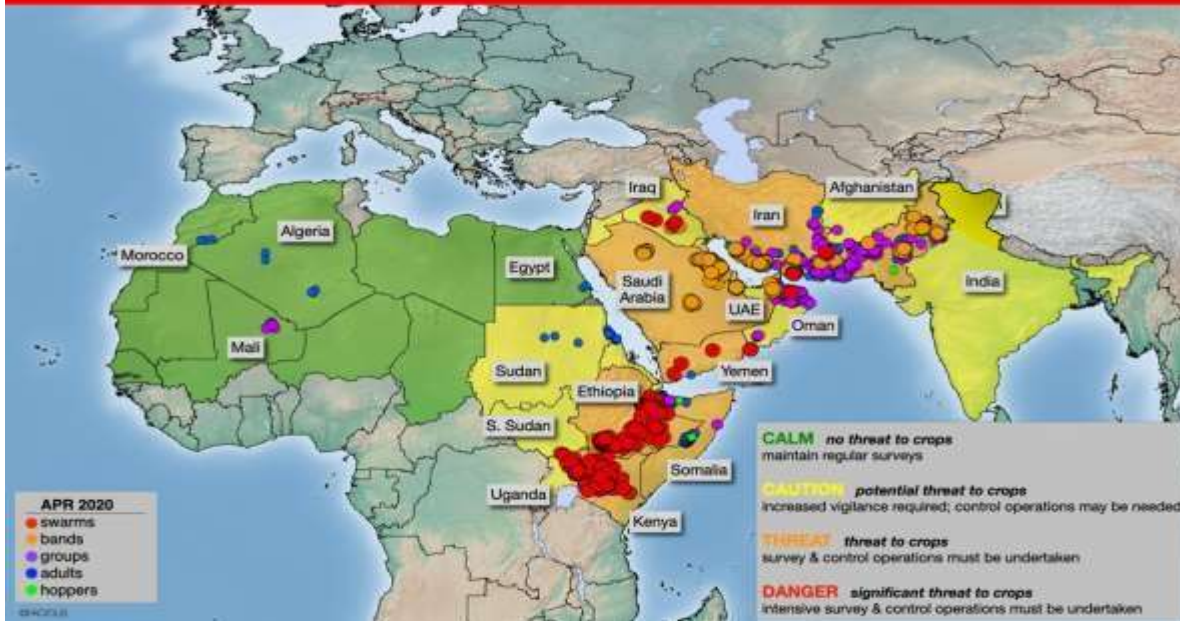 Iraq
Afghanistan
Iran
Algeria
Morocco
Egypt
Saudi
Arabia
India
UAE
Oman
Mali
Sudan
Yemen
Ethiopia
S. Sudan
Somalia
Uganda
Kenya
APR 2020
swarms
bands
groups
adults
hoppers
CALM no threat to crops
maintain regular surveys
CAUTION potential threat to crops
increased vigilance required; control operations may be needed
THREAT threat to crops
survey & control operations must be undertaken
DANGER significant threat to crops
intensive survey & control operations must be undertaken